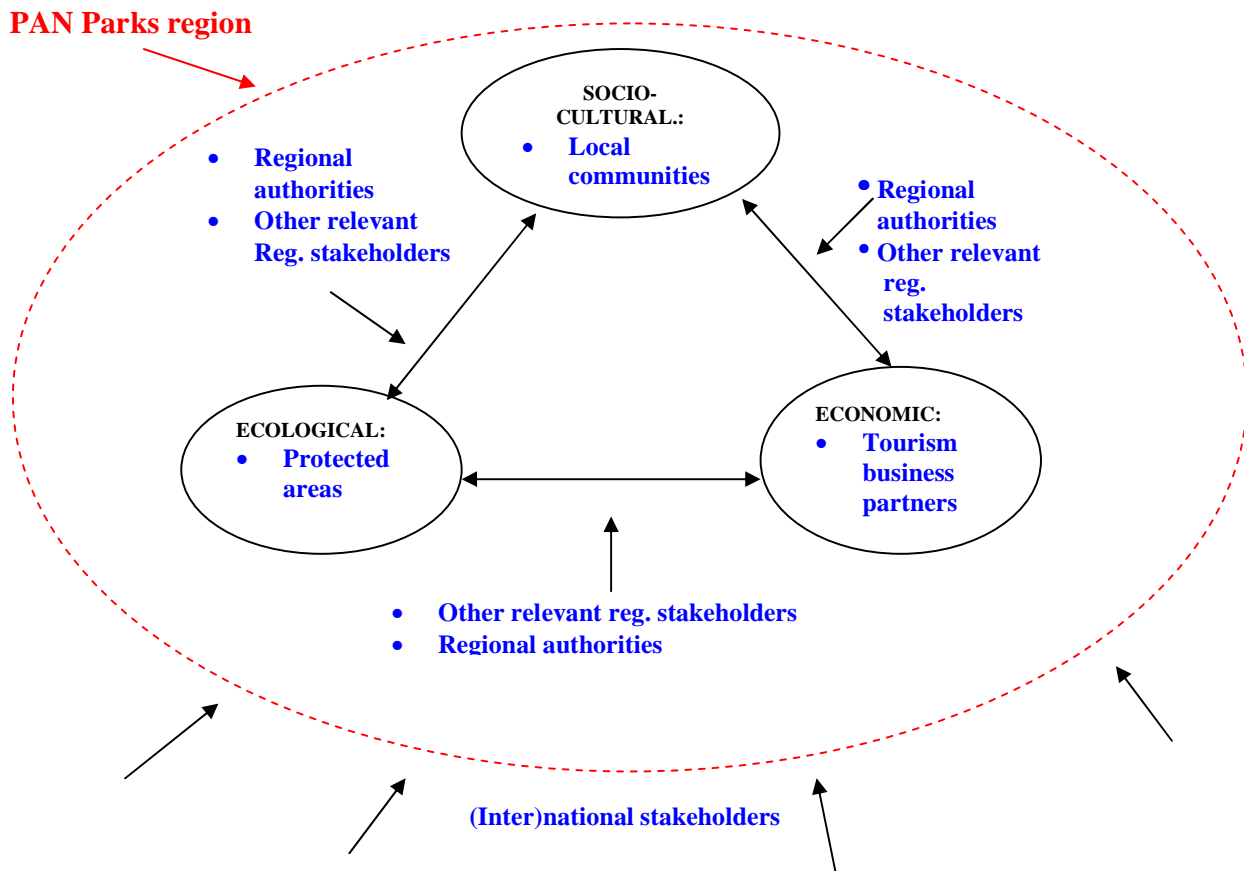 PAN Parks region
SOCIO-
CULTURAL.:
• Local
communities
• Regional
authorities
• Other relevant
Reg. stakeholders
• Regional
authorities
• Other relevant
reg.
stakeholders
ECOLOGICAL:
• Protected
areas
ECONOMIC:
• Tourism
business
partners
• Other relevant reg. stakeholders
• Regional authorities
(Inter)national stakeholders